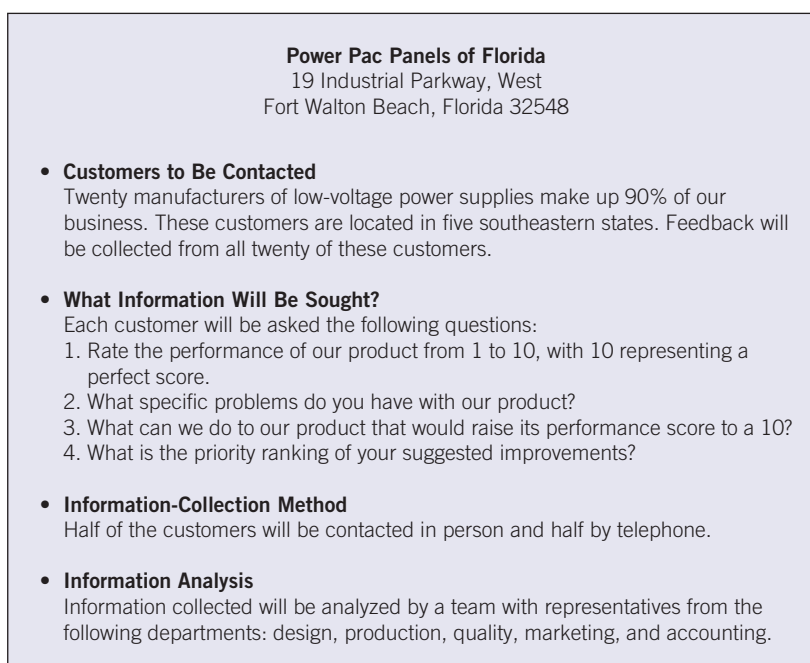 Power Pac Panels of Florida
19 Industrial Parkway, West
Fort Walton Beach, Florida 32548
• Customers to Be Contacted
Twenty manufacturers of low-voltage power supplies make up 90% of our
business. These customers are located in five southeastern states. Feedback will
be collected from all twenty of these customers.
• What Information Will Be Sought?
Each customer will be asked the following questions:
1. Rate the performance of our product from 1 to 10, with 10 representing a
perfect score.
2. What specific problems do you have with our product?
3. What can we do to our product that would raise its performance score to a 10?
4. What is the priority ranking of your suggested improvements?
• Information-Collection Method
Half of the customers will be contacted in person and half by telephone.
• Information Analysis
Information collected will be analyzed by a team with representatives from the
following departments: design, production, quality, marketing, and accounting.